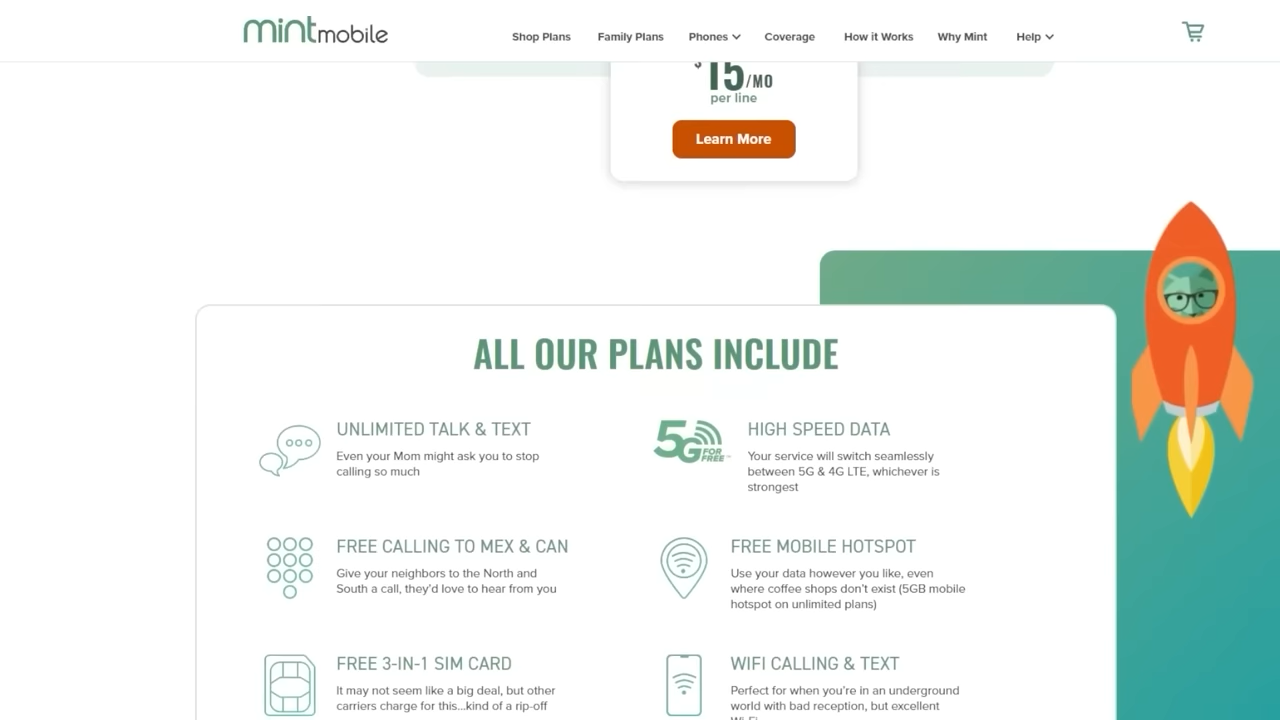 mintmobile
Shop Plans Family Plans Phones Coverage How it Works Why Mint Help
$15/MO
per line
Learn More
ALL OUR PLANS INCLUDE
UNLIMITED TALK & TEXT
Even your Mom might ask you to stop
calling so much
5G FOR FREE™
HIGH SPEED DATA
Your service will switch seamlessly
between 5G & 4G LTE, whichever is
strongest
FREE CALLING TO MEX & CAN
Give your neighbors to the North and
South a call, they'd love to hear from you
FREE MOBILE HOTSPOT
Use your data however you like, even
where coffee shops don't exist (5GB mobile
hotspot on unlimited plans)
FREE 3-IN-1 SIM CARD
It may not seem like a big deal, but other
carriers charge for this...kind of a rip-off
WIFI CALLING & TEXT
Perfect for when you're in an underground
world with bad reception, but excellent